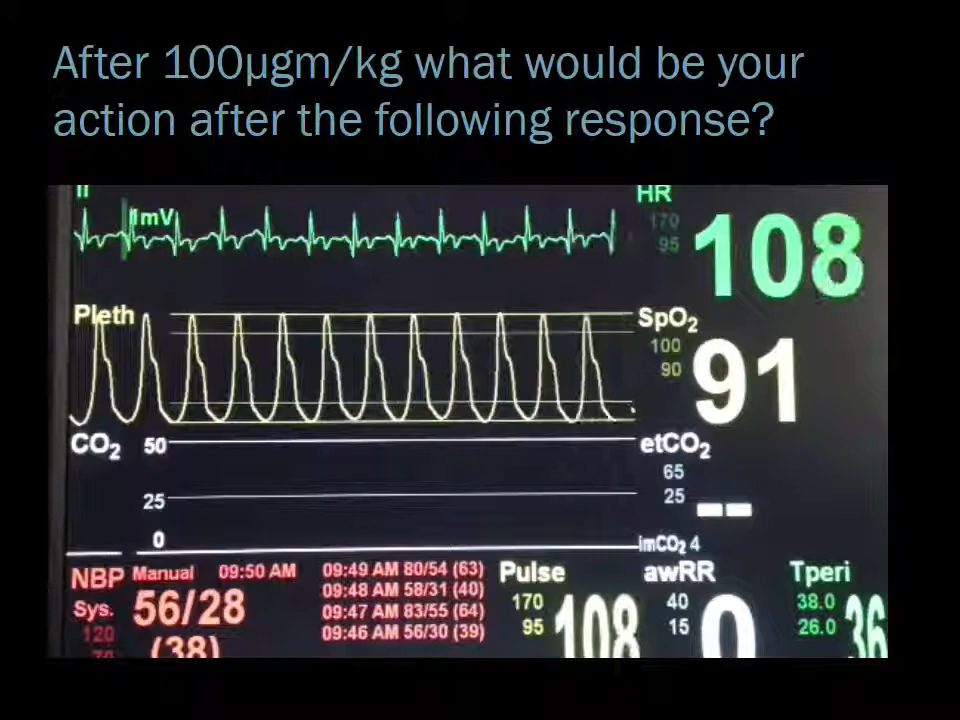 After 100µgm/kg what would be your
action after the following response?
II
1mV
HR
170
95
108
Pleth
SpO₂
100
90
91
CO₂
50
25
0
etCO₂
65
25
--
imCO₂ 4
NBP Manual 09:50 AM
Sys.
120
70
56/28
(38)
09:49 AM 80/54 (63)
09:48 AM 58/31 (40)
09:47 AM 83/55 (64)
09:46 AM 56/30 (39)
Pulse
170
95
108
awRR
40
15
0
Tperi
38.0
26.0
36